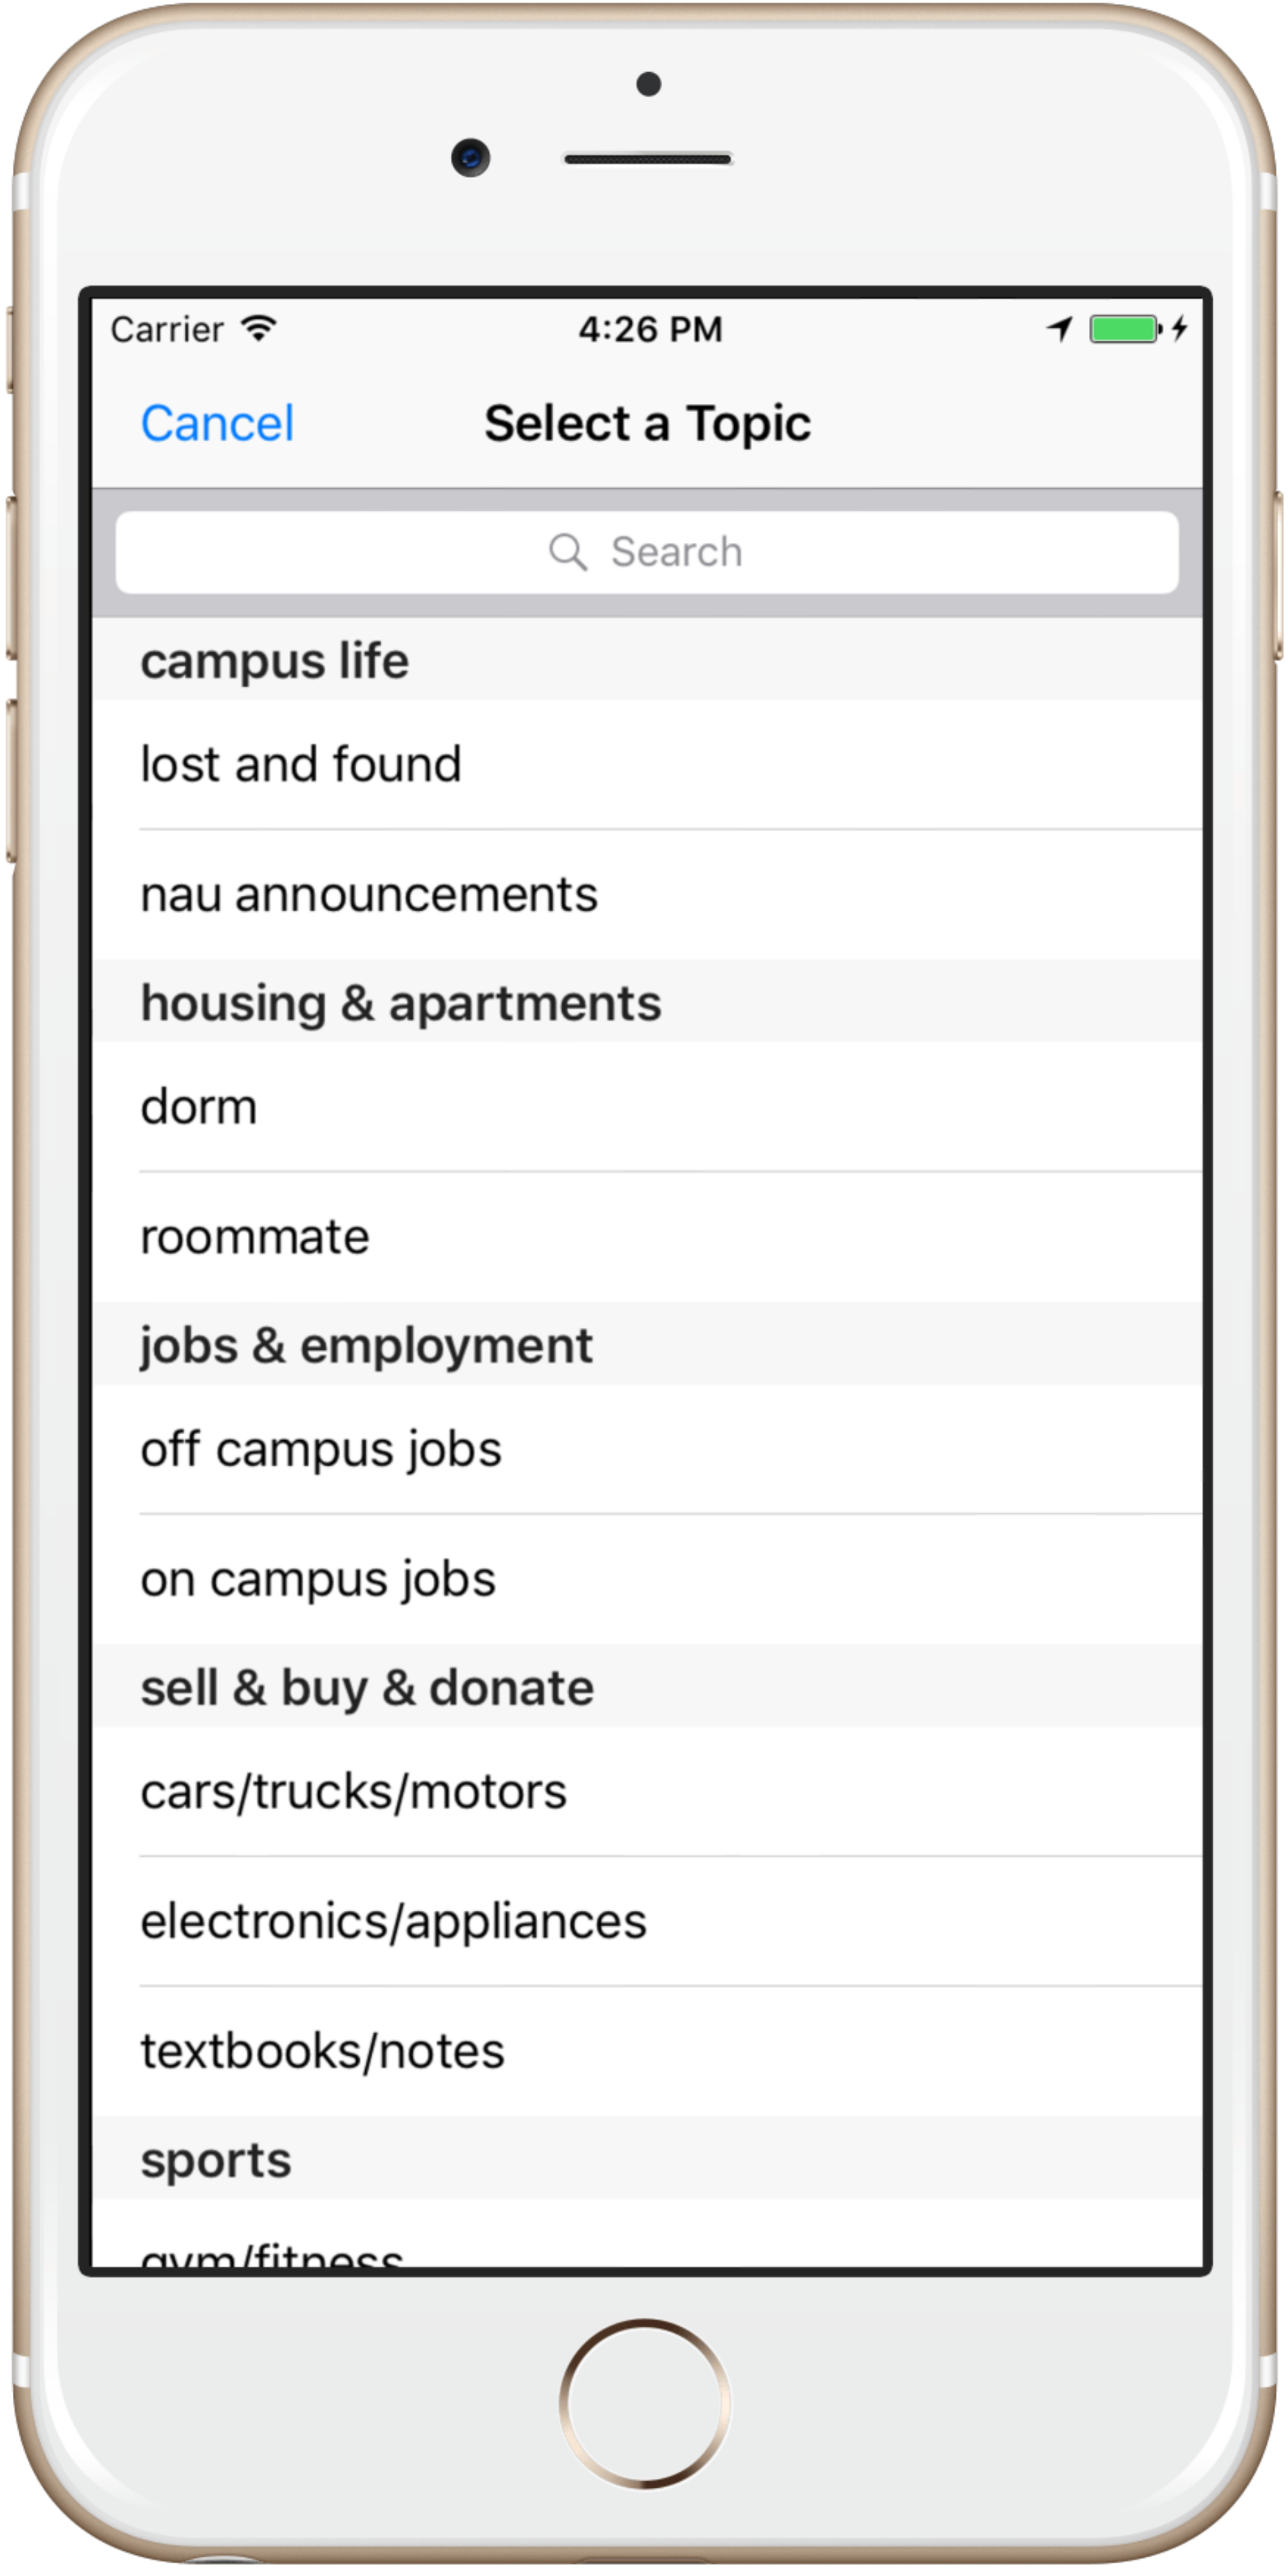 Carrier 4:26 PM
Cancel Select a Topic
Search
campus life
lost and found
nau announcements
housing & apartments
dorm
roommate
jobs & employment
off campus jobs
on campus jobs
sell & buy & donate
cars/trucks/motors
electronics/appliances
textbooks/notes
sports
gym/fitness